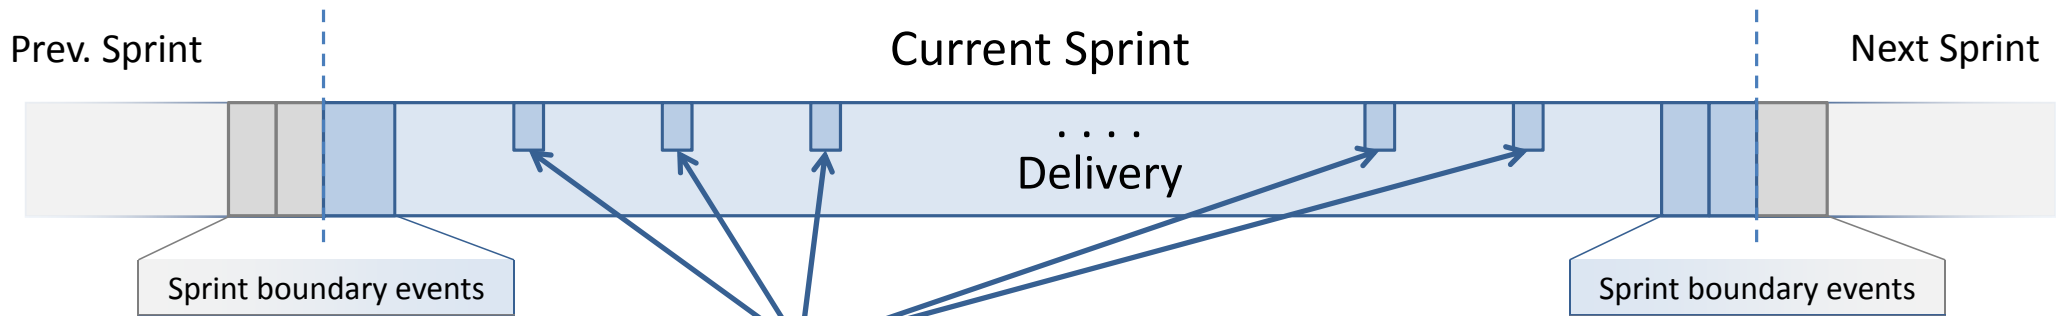 Prev. Sprint
Current Sprint
Next Sprint
. . . .
Delivery
Sprint boundary events
Sprint boundary events